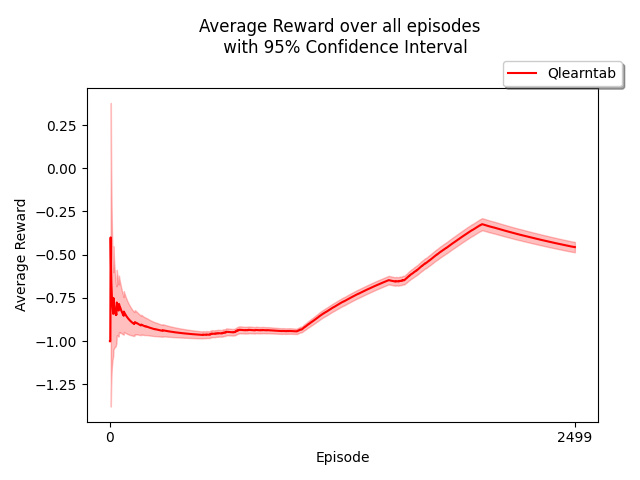 Average Reward over all episodes
with 95% Confidence Interval
Qlearntab
0.25
0.00
−0.25
−0.50
−0.75
−1.00
−1.25
Average Reward
0
2499
Episode